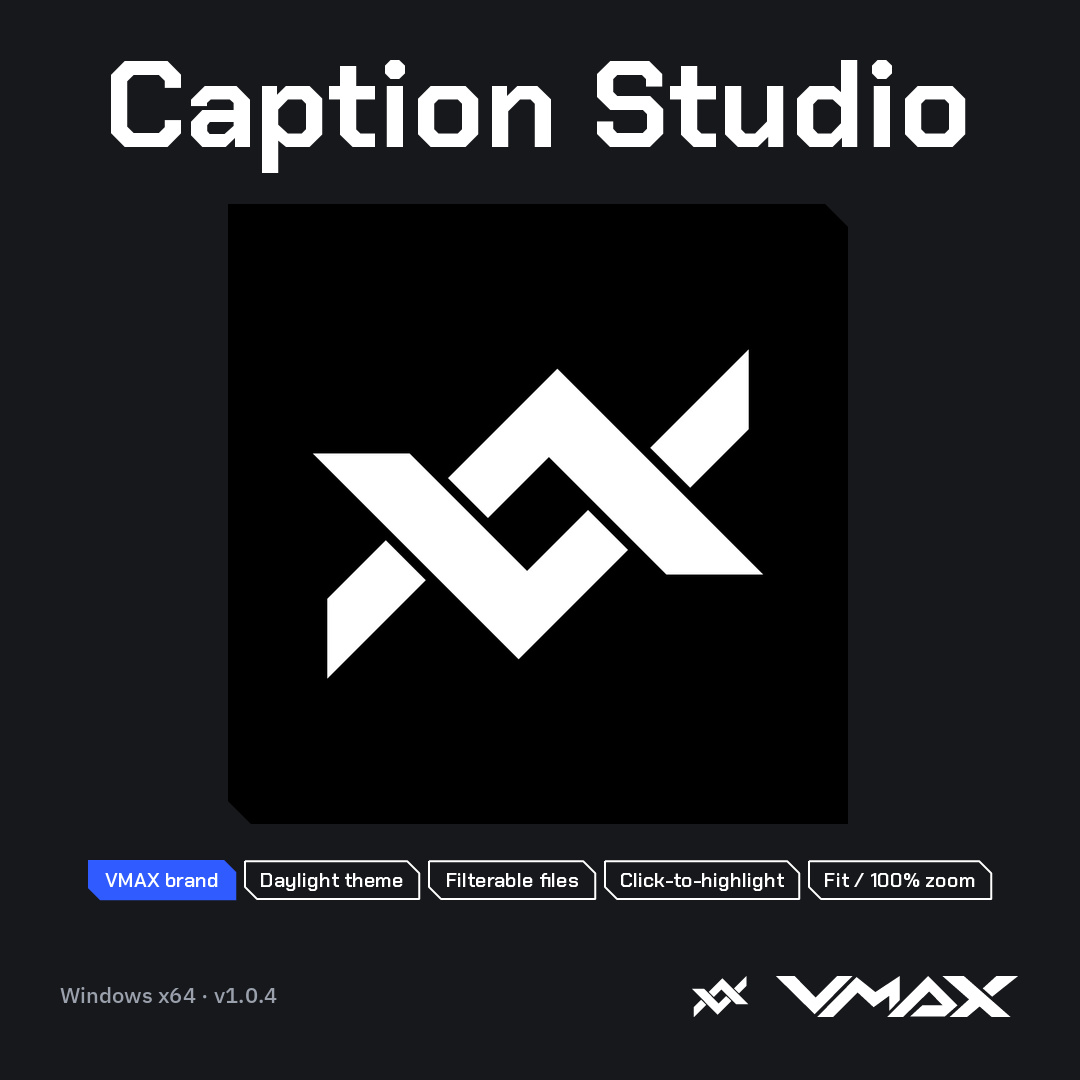 Caption Studio
VMAX brand Daylight theme Filterable files Click-to-highlight Fit / 100% zoom
Windows x64 · v1.0.4 VMAX